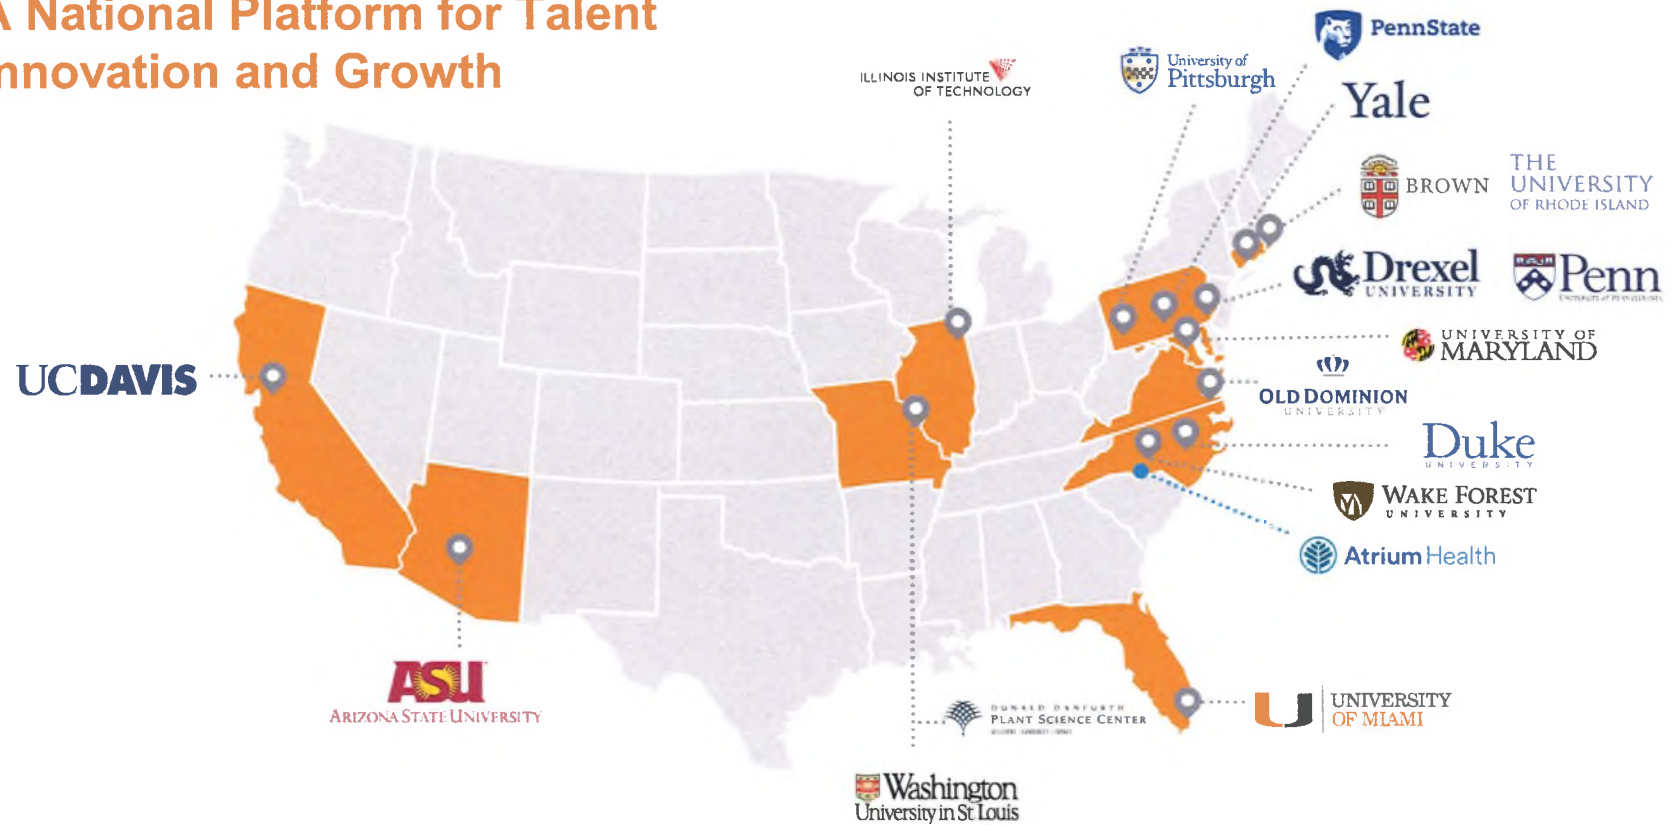 A National Platform for Talent
nnovation and Growth
PennState
ILLINOIS INSTITUTE
OF TECHNOLOGY
University of
Pittsburgh
Yale
BROWN
THE
UNIVERSITY
OF RHODE ISLAND
Drexel
UNIVERSITY
Penn
UNIVERSITY OF
MARYLAND
UCDAVIS
OLD DOMINION
UNIVERSITY
Duke
UNIVERSITY
WAKE FOREST
UNIVERSITY
Atrium Health
ASU
ARIZONA STATE UNIVERSITY
DONALD DANFORTH
PLANT SCIENCE CENTER
U
UNIVERSITY
OF MIAMI
Washington
University in St. Louis